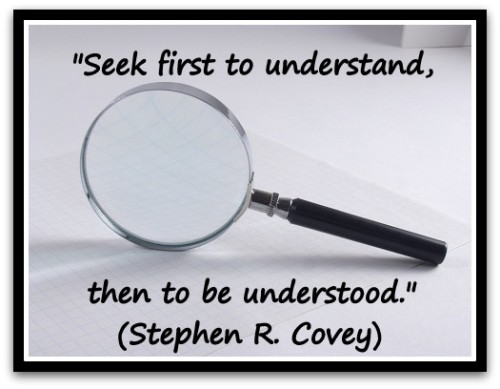 "Seek first to understand,
then to be understood."
(Stephen R. Covey)